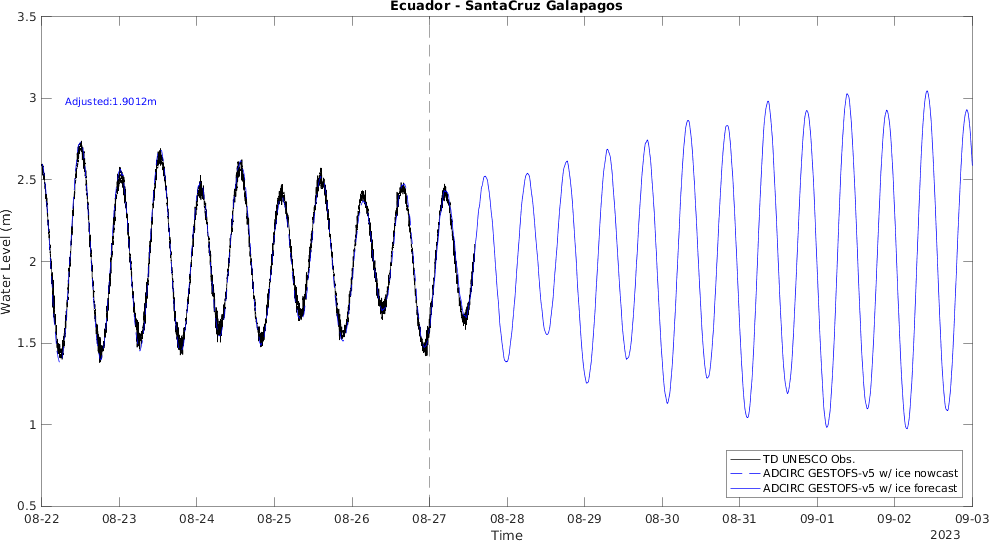 Ecuador - SantaCruz Galapagos
3.5
3
2.5
2
1.5
1
0.5
Water Level (m)
Adjusted:1.9012m
TD UNESCO Obs.
ADCIRC GESTOFS-v5 w/ ice nowcast
ADCIRC GESTOFS-v5 w/ ice forecast
08-22 08-23 08-24 08-25 08-26 08-27 08-28 08-29 08-30 08-31 09-01 09-02 09-03
Time
2023